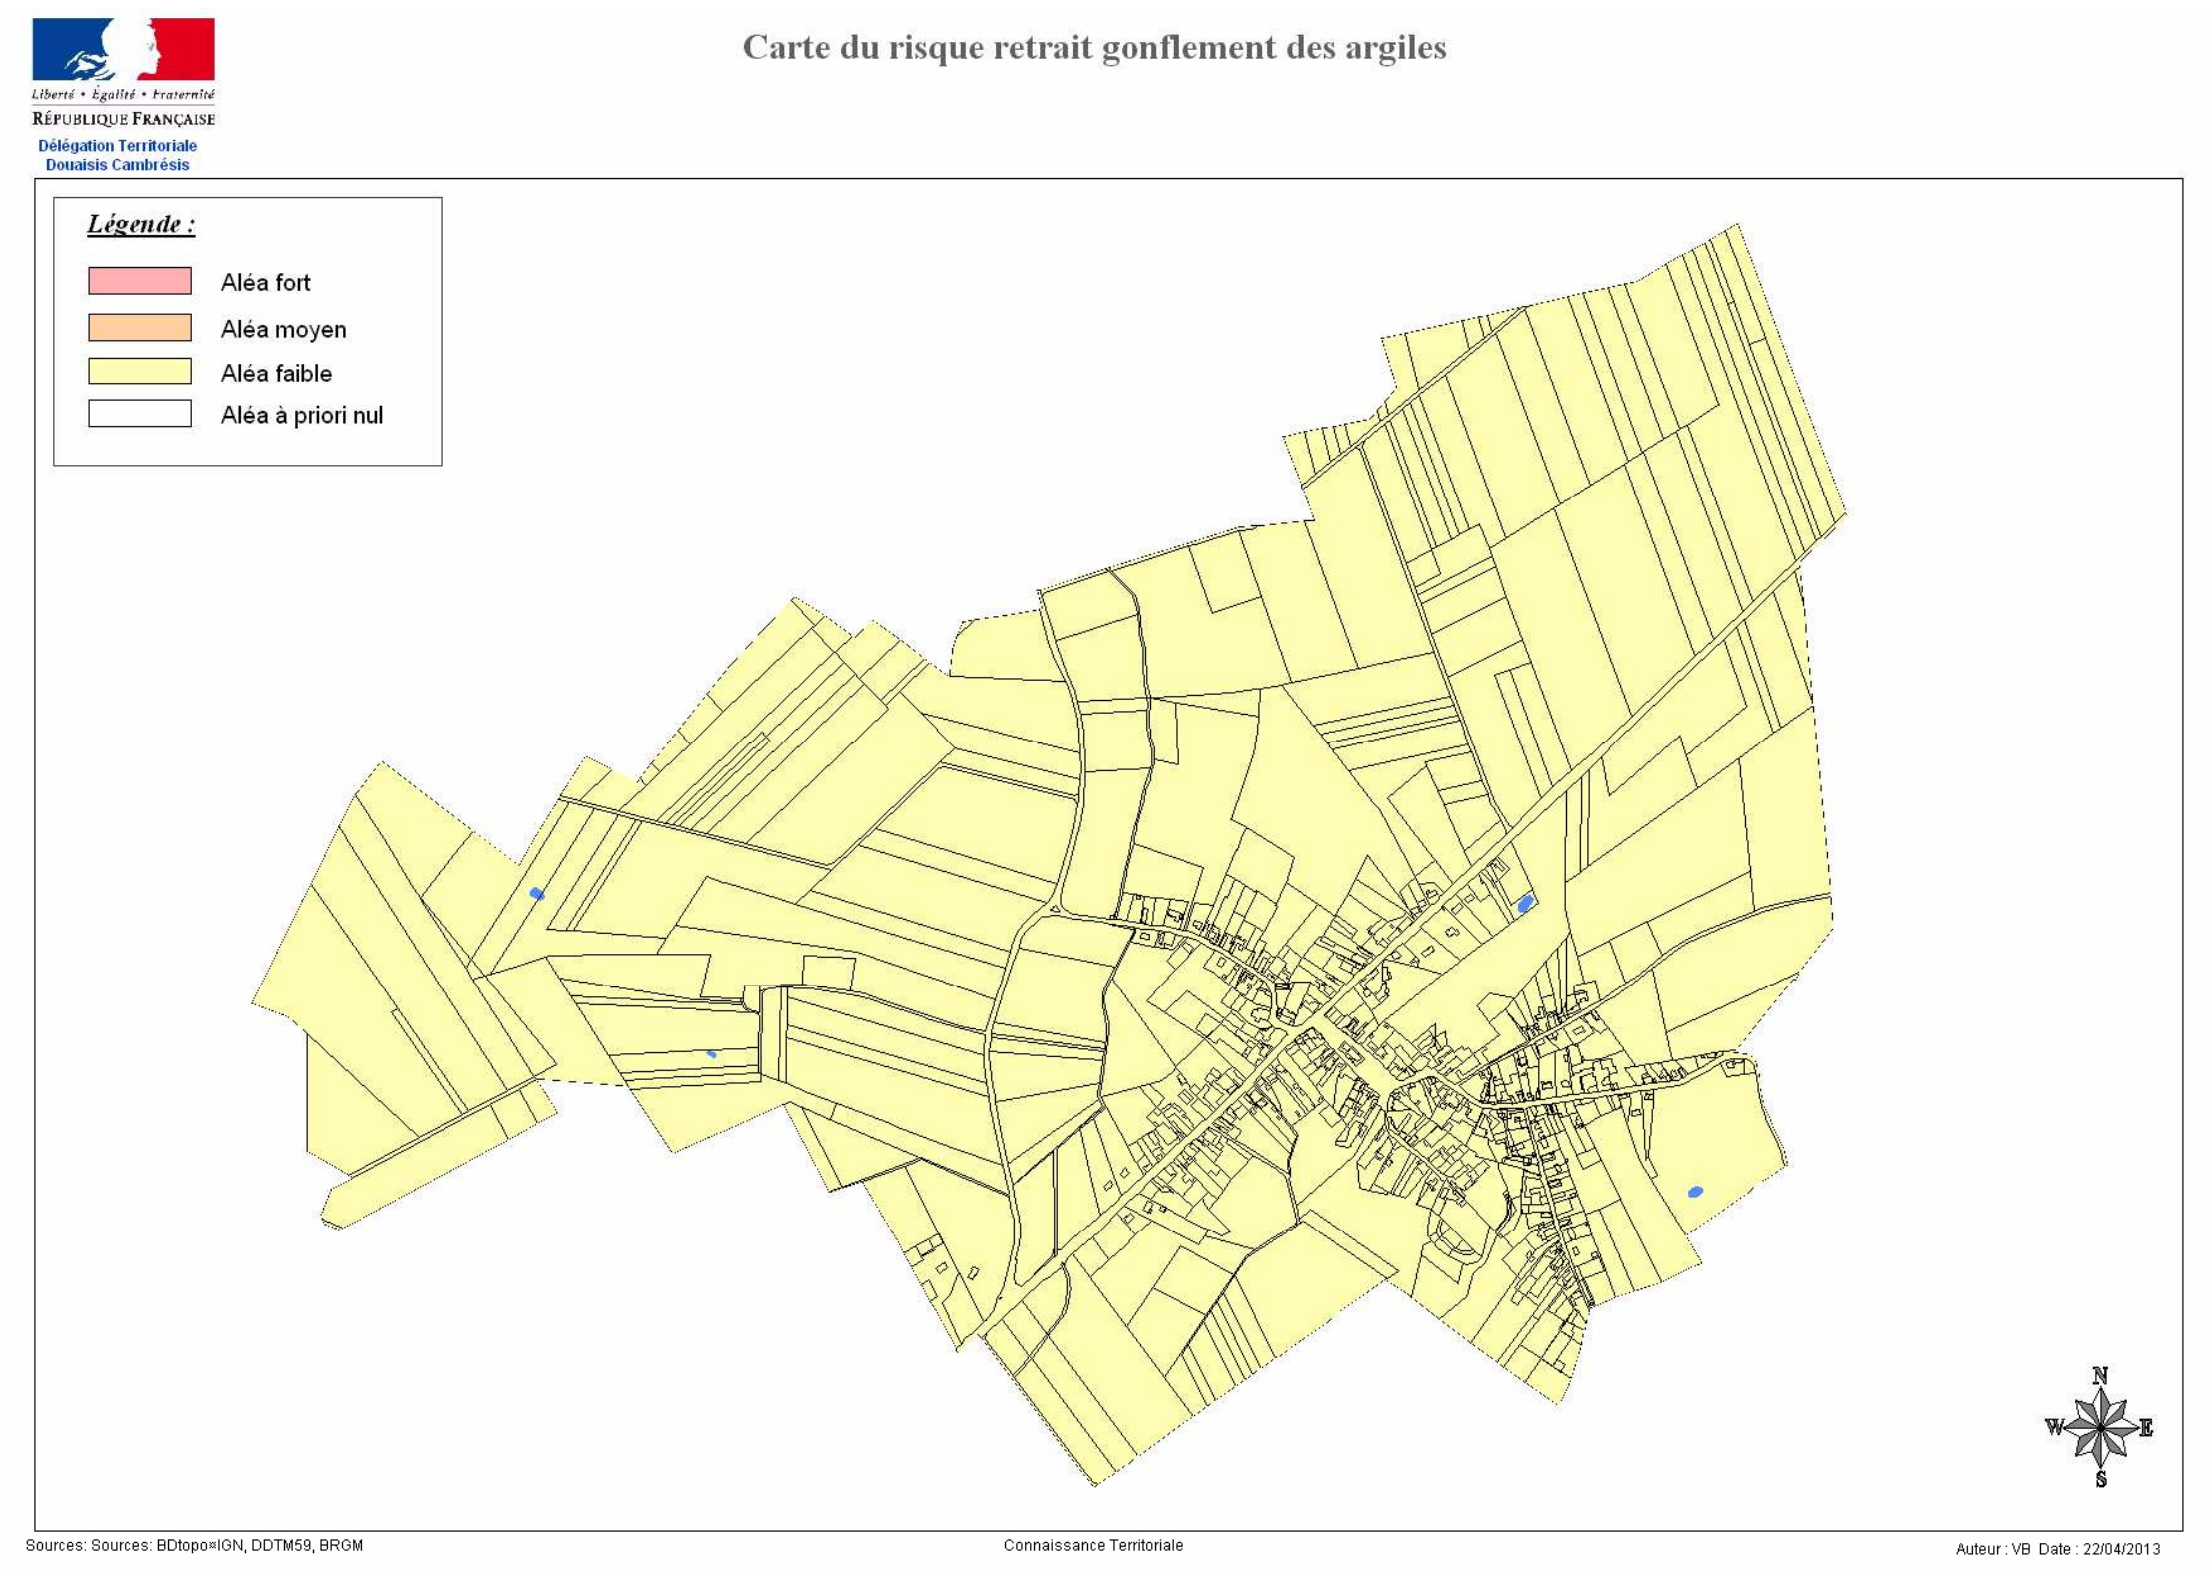 Carte du risque retrait gonflement des argiles
Liberté • Égalité • Fraternité
RÉPUBLIQUE FRANÇAISE
Délégation Territoriale
Douaisis Cambrésis
Légende :
Aléa fort
Aléa moyen
Aléa faible
Aléa à priori nul
N
W
E
S
Sources: Sources: BDtopo¤IGN, DDTM59, BRGM
Connaissance Territoriale
Auteur : VB Date : 22/04/2013